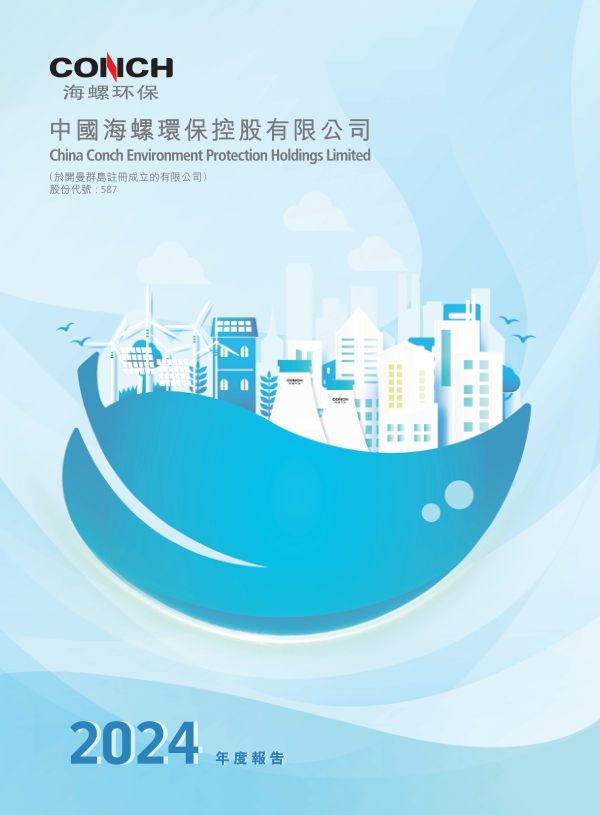 CONCH
海螺环保
中國海螺環保控股有限公司
China Conch Environment Protection Holdings Limited
（於開曼群島註冊成立的有限公司）
股份代號 : 587
CONCH
CONCH
2024 年度報告